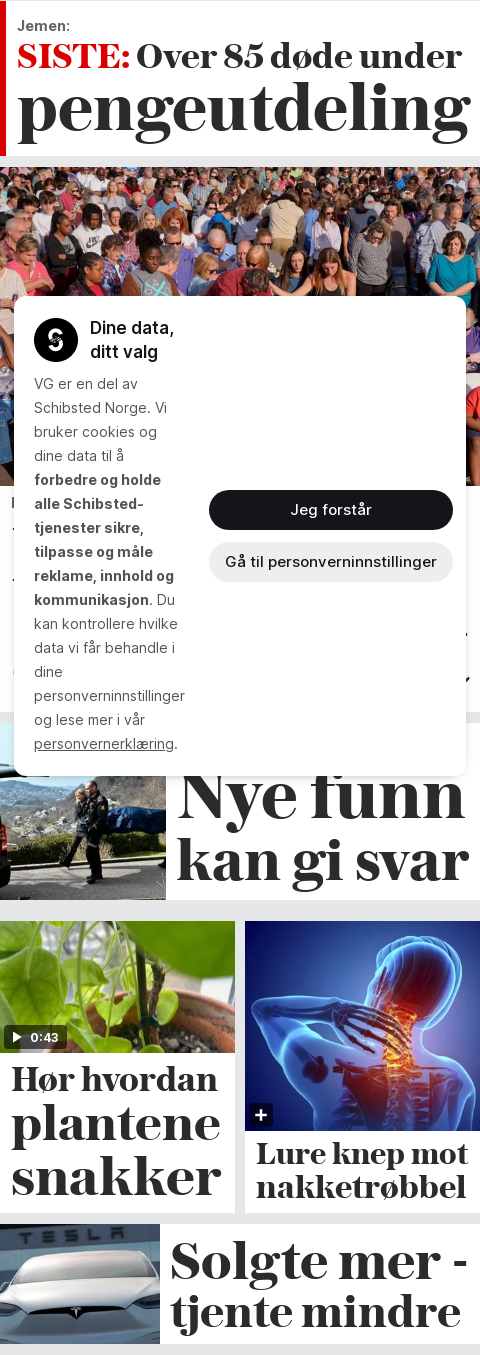 Jemen:
SISTE: Over 85 døde under
pengeutdeling
Dine data,
ditt valg
VG er en del av
Schibsted Norge. Vi
bruker cookies og
dine data til å
forbedre og holde
alle Schibsted-
tjenester sikre,
tilpasse og måle
reklame, innhold og
kommunikasjon. Du
kan kontrollere hvilke
data vi får behandle i
dine
personverninnstillinger
og lese mer i vår
personvernerklæring.
Jeg forstår
Gå til personverninnstillinger
Nye funn
kan gi svar
0:43
Hør hvordan
plantene
snakker
Lure knep mot
nakketrøbbel
TESLA
Solgte mer -
tjente mindre